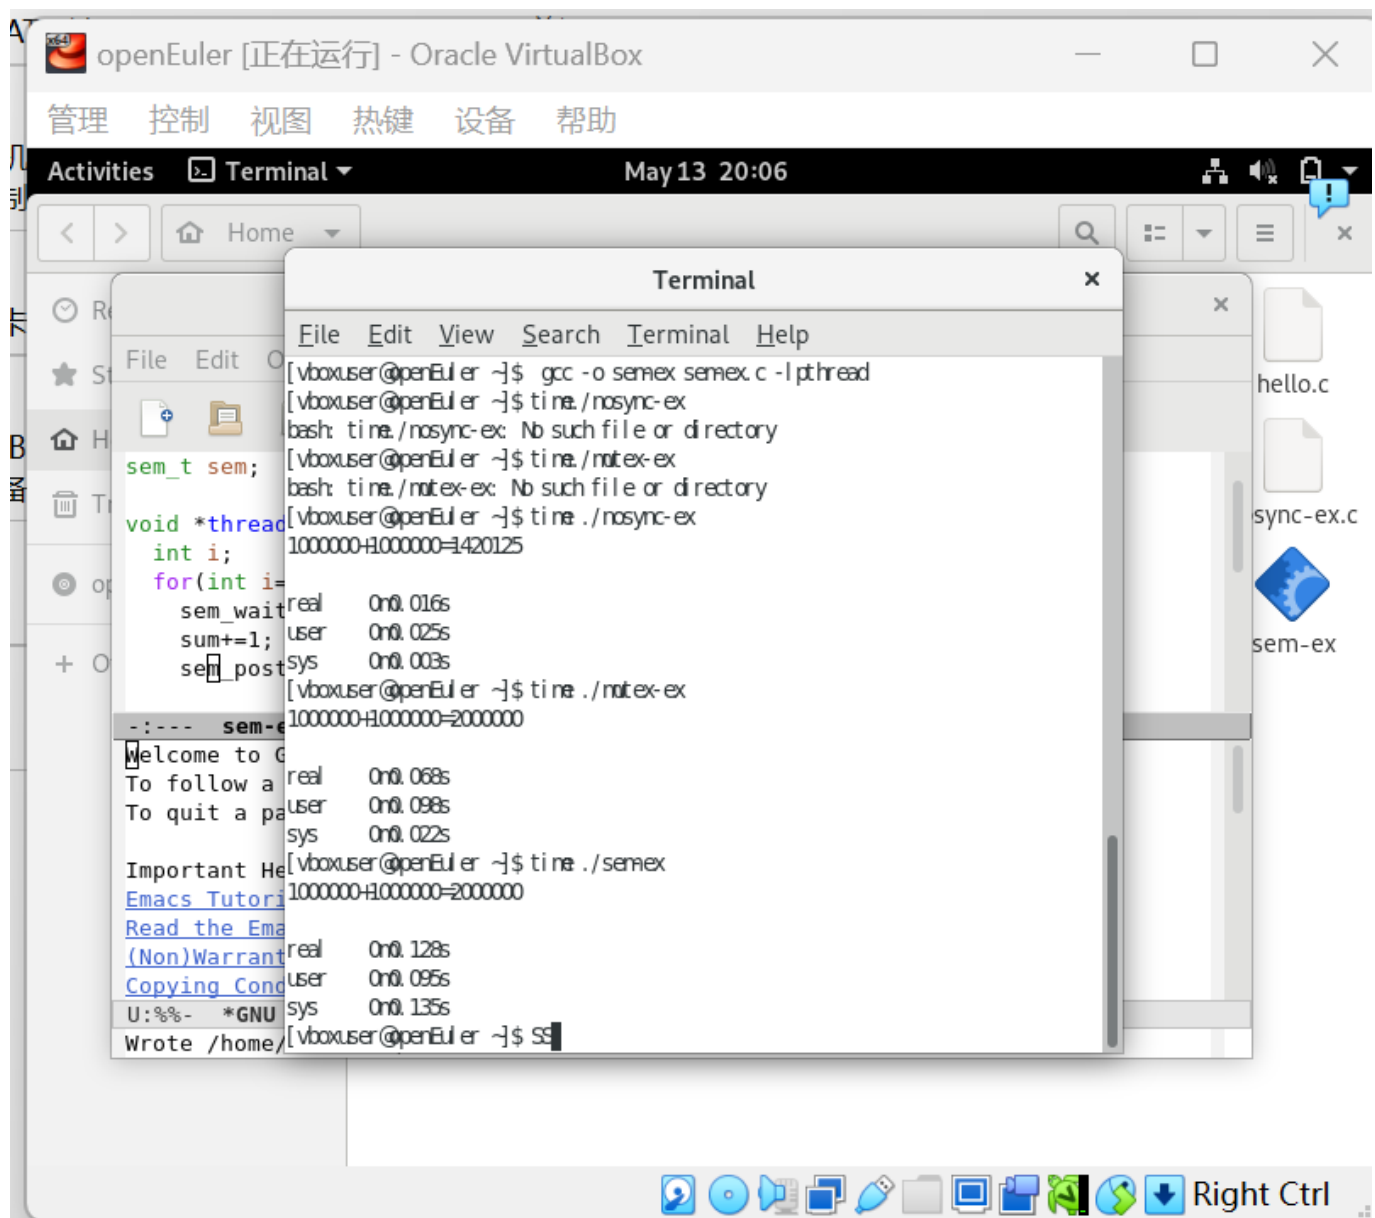 openEuler [正在运行] - Oracle VirtualBox
管理 控制 视图 热键 设备 帮助
Activities Terminal May 13 20:06
Home
Terminal
File Edit View Search Terminal Help
[vboxuser@openEuler ~]$  gcc -o sem-ex sem-ex.c -lpthread
[vboxuser@openEuler ~]$ time./nosync-ex
bash: time./nosync-ex: No such file or directory
[vboxuser@openEuler ~]$ time./mutex-ex
bash: time./mutex-ex: No such file or directory
[vboxuser@openEuler ~]$ time ./nosync-ex
1000000+1000000=1420125
real 0m0.016s
user 0m0.025s
sys 0m0.003s
[vboxuser@openEuler ~]$ time ./mutex-ex
1000000+1000000=2000000
real 0m0.068s
user 0m0.098s
sys 0m0.022s
[vboxuser@openEuler ~]$ time ./sem-ex
1000000+1000000=2000000
real 0m0.128s
user 0m0.095s
sys 0m0.135s
[vboxuser@openEuler ~]$ SS
File Edit
sem_t sem;
void *thread
int i;
for(int i=
sem_wait
sum+=1;
sem_post
-:--- sem-e
Welcome to G
To follow a
To quit a pa
Important He
Emacs Tutori
Read the Ema
(Non)Warrant
Copying Cond
U:%%- *GNU
Wrote /home/
hello.c
sync-ex.c
sem-ex
Right Ctrl